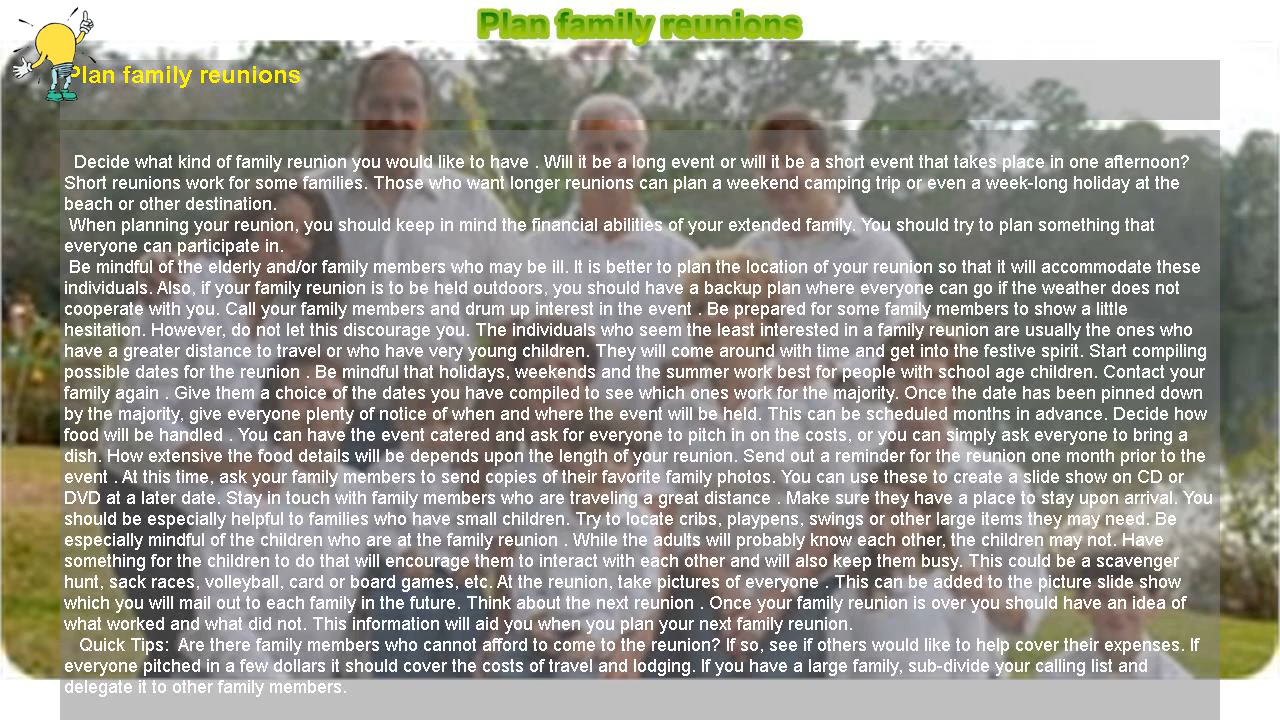 Plan family reunions
Plan family reunions
Decide what kind of family reunion you would like to have . Will it be a long event or will it be a short event that takes place in one afternoon?
Short reunions work for some families. Those who want longer reunions can plan a weekend camping trip or even a week-long holiday at the
beach or other destination.
When planning your reunion, you should keep in mind the financial abilities of your extended family. You should try to plan something that
everyone can participate in.
Be mindful of the elderly and/or family members who may be ill. It is better to plan the location of your reunion so that it will accommodate these
individuals. Also, if your family reunion is to be held outdoors, you should have a backup plan where everyone can go if the weather does not
cooperate with you. Call your family members and drum up interest in the event . Be prepared for some family members to show a little
hesitation. However, do not let this discourage you. The individuals who seem the least interested in a family reunion are usually the ones who
have a greater distance to travel or who have very young children. They will come around with time and get into the festive spirit. Start compiling
possible dates for the reunion . Be mindful that holidays, weekends and the summer work best for people with school age children. Contact your
family again . Give them a choice of the dates you have compiled to see which ones work for the majority. Once the date has been pinned down
by the majority, give everyone plenty of notice of when and where the event will be held. This can be scheduled months in advance. Decide how
food will be handled . You can have the event catered and ask for everyone to pitch in on the costs, or you can simply ask everyone to bring a
dish. How extensive the food details will be depends upon the length of your reunion. Send out a reminder for the reunion one month prior to the
event . At this time, ask your family members to send copies of their favorite family photos. You can use these to create a slide show on CD or
DVD at a later date. Stay in touch with family members who are traveling a great distance . Make sure they have a place to stay upon arrival. You
should be especially helpful to families who have small children. Try to locate cribs, playpens, swings or other large items they may need. Be
especially mindful of the children who are at the family reunion . While the adults will probably know each other, the children may not. Have
something for the children to do that will encourage them to interact with each other and will also keep them busy. This could be a scavenger
hunt, sack races, volleyball, card or board games, etc. At the reunion, take pictures of everyone . This can be added to the picture slide show
which you will mail out to each family in the future. Think about the next reunion . Once your family reunion is over you should have an idea of
what worked and what did not. This information will aid you when you plan your next family reunion.
Quick Tips: Are there family members who cannot afford to come to the reunion? If so, see if others would like to help cover their expenses. If
everyone pitched in a few dollars it should cover the costs of travel and lodging. If you have a large family, sub-divide your calling list and
delegate it to other family members.